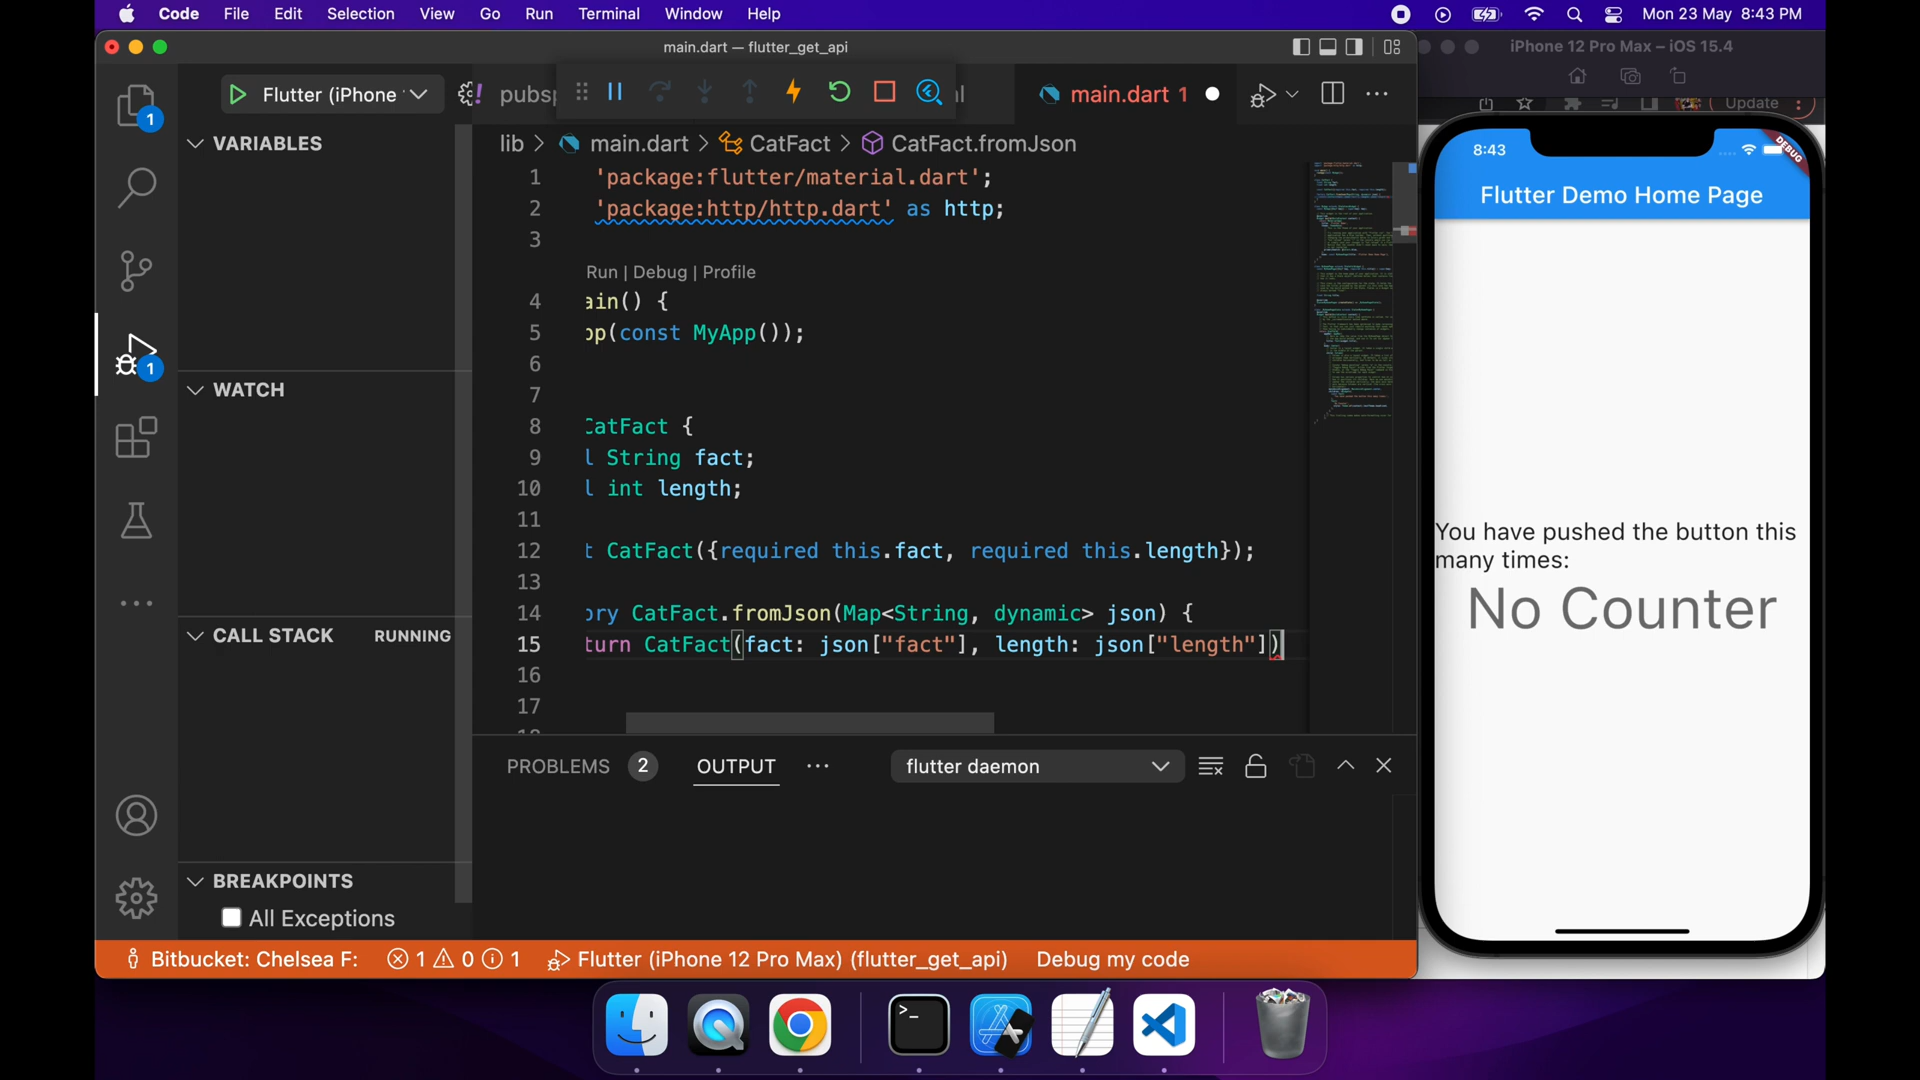 Code File Edit Selection View Go Run Terminal Window Help Mon 23 May 8:43 PM
main.dart — flutter_get_api
iPhone 12 Pro Max – iOS 15.4
Flutter (iPhone
pubsp
main.dart 1
Update
1
VARIABLES
lib > main.dart > CatFact > CatFact.fromJson
8:43
DEBUG
Flutter Demo Home Page
1 'package:flutter/material.dart';
2 'package:http/http.dart' as http;
3
Run | Debug | Profile
4 ain() {
5 pp(const MyApp());
6
7
8 CatFact {
9 l String fact;
10 l int length;
11
12 t CatFact({required this.fact, required this.length});
13
14 ory CatFact.fromJson(Map<String, dynamic> json) {
15 turn CatFact(fact: json["fact"], length: json["length"])
16
17
1
WATCH
CALL STACK RUNNING
BREAKPOINTS
All Exceptions
You have pushed the button this
many times:
No Counter
PROBLEMS 2 OUTPUT flutter daemon
Bitbucket: Chelsea F: 1 0 1 Flutter (iPhone 12 Pro Max) (flutter_get_api) Debug my code